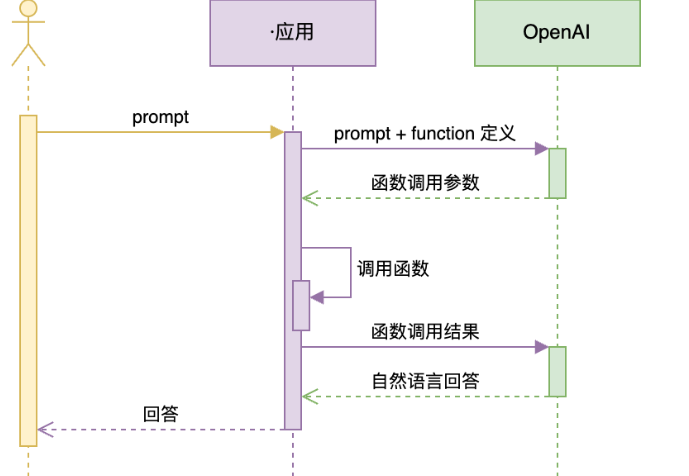 ·应用
OpenAI
prompt
prompt + function 定义
函数调用参数
调用函数
函数调用结果
自然语言回答
回答